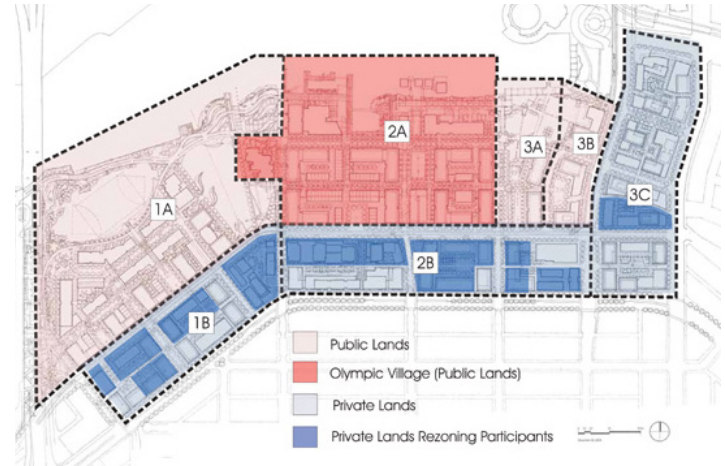 2A
3A
3B
1A
3C
2B
1B
Public Lands
Olympic Village (Public Lands)
Private Lands
Private Lands Rezoning Participants